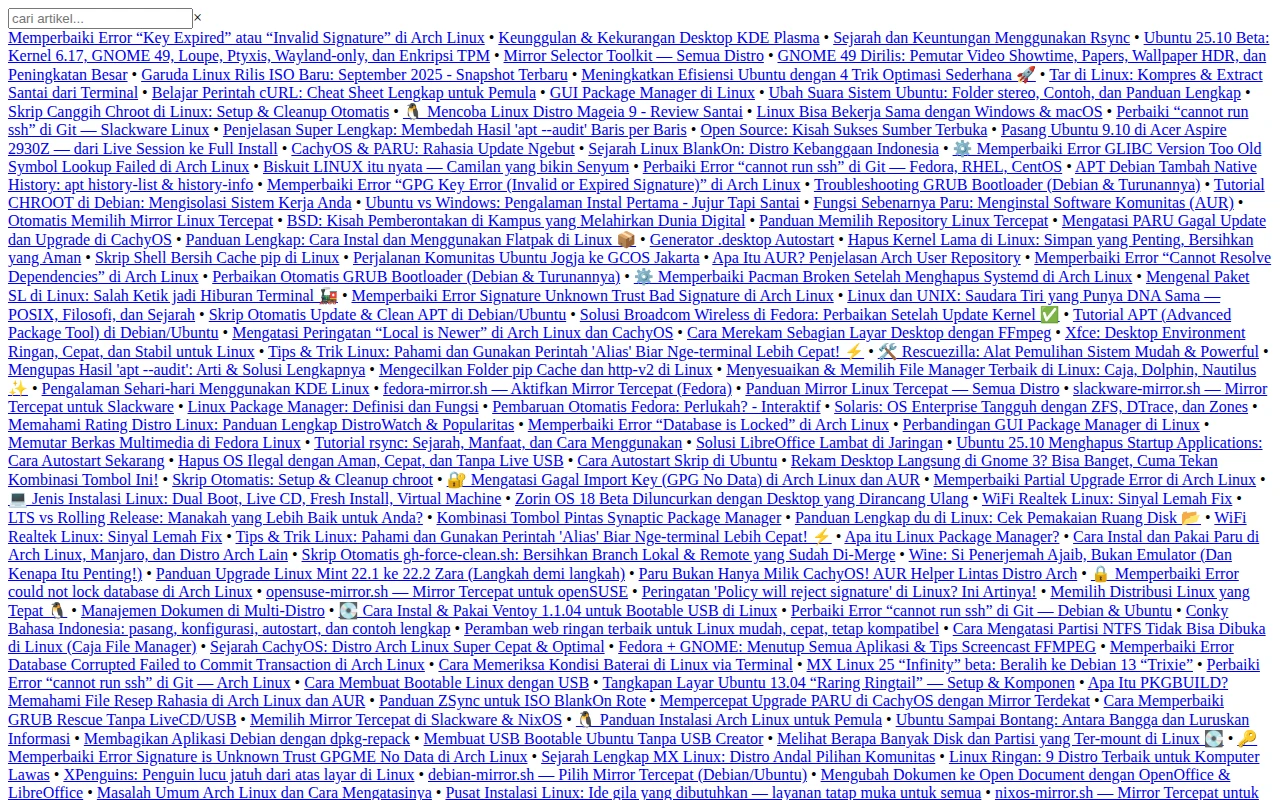 cari artikel...×
Memperbaiki Error “Key Expired” atau “Invalid Signature” di Arch Linux • Keunggulan & Kekurangan Desktop KDE Plasma • Sejarah dan Keuntungan Menggunakan Rsync • Ubuntu 25.10 Beta:
Kernel 6.17, GNOME 49, Loupe, Ptyxis, Wayland-only, dan Enkripsi TPM • Mirror Selector Toolkit — Semua Distro • GNOME 49 Dirilis: Pemutar Video Showtime, Papers, Wallpaper HDR, dan
Peningkatan Besar • Garuda Linux Rilis ISO Baru: September 2025 - Snapshot Terbaru • Meningkatkan Efisiensi Ubuntu dengan 4 Trik Optimasi Sederhana 🚀 • Tar di Linux: Kompres & Extract
Santai dari Terminal • Belajar Perintah cURL: Cheat Sheet Lengkap untuk Pemula • GUI Package Manager di Linux • Ubah Suara Sistem Ubuntu: Folder stereo, Contoh, dan Panduan Lengkap •
Skrip Canggih Chroot di Linux: Setup & Cleanup Otomatis • 🐧 Mencoba Linux Distro Mageia 9 - Review Santai • Linux Bisa Bekerja Sama dengan Windows & macOS • Perbaiki “cannot run
ssh” di Git — Slackware Linux • Penjelasan Super Lengkap: Membedah Hasil 'apt --audit' Baris per Baris • Open Source: Kisah Sukses Sumber Terbuka • Pasang Ubuntu 9.10 di Acer Aspire
2930Z — dari Live Session ke Full Install • CachyOS & PARU: Rahasia Update Ngebut • Sejarah Linux BlankOn: Distro Kebanggaan Indonesia • ⚙️ Memperbaiki Error GLIBC Version Too Old
Symbol Lookup Failed di Arch Linux • Biskuit LINUX itu nyata — Camilan yang bikin Senyum • Perbaiki Error “cannot run ssh” di Git — Fedora, RHEL, CentOS • APT Debian Tambah Native
History: apt history-list & history-info • Memperbaiki Error “GPG Key Error (Invalid or Expired Signature)” di Arch Linux • Troubleshooting GRUB Bootloader (Debian & Turunannya) • Tutorial
CHROOT di Debian: Mengisolasi Sistem Kerja Anda • Ubuntu vs Windows: Pengalaman Instal Pertama - Jujur Tapi Santai • Fungsi Sebenarnya Paru: Menginstal Software Komunitas (AUR) •
Otomatis Memilih Mirror Linux Tercepat • BSD: Kisah Pemberontakan di Kampus yang Melahirkan Dunia Digital • Panduan Memilih Repository Linux Tercepat • Mengatasi PARU Gagal Update
dan Upgrade di CachyOS • Panduan Lengkap: Cara Instal dan Menggunakan Flatpak di Linux 📦 • Generator .desktop Autostart • Hapus Kernel Lama di Linux: Simpan yang Penting, Bersihkan
yang Aman • Skrip Shell Bersih Cache pip di Linux • Perjalanan Komunitas Ubuntu Jogja ke GCOS Jakarta • Apa Itu AUR? Penjelasan Arch User Repository • Memperbaiki Error “Cannot Resolve
Dependencies” di Arch Linux • Perbaikan Otomatis GRUB Bootloader (Debian & Turunannya) • ⚙️ Memperbaiki Pacman Broken Setelah Menghapus Systemd di Arch Linux • Mengenal Paket
SL di Linux: Salah Ketik jadi Hiburan Terminal 🚂 • Memperbaiki Error Signature Unknown Trust Bad Signature di Arch Linux • Linux dan UNIX: Saudara Tiri yang Punya DNA Sama —
POSIX, Filosofi, dan Sejarah • Skrip Otomatis Update & Clean APT di Debian/Ubuntu • Solusi Broadcom Wireless di Fedora: Perbaikan Setelah Update Kernel ✅ • Tutorial APT (Advanced
Package Tool) di Debian/Ubuntu • Mengatasi Peringatan “Local is Newer” di Arch Linux dan CachyOS • Cara Merekam Sebagian Layar Desktop dengan FFmpeg • Xfce: Desktop Environment
Ringan, Cepat, dan Stabil untuk Linux • Tips & Trik Linux: Pahami dan Gunakan Perintah 'Alias' Biar Nge-terminal Lebih Cepat! ⚡ • 🛠️ Rescuezilla: Alat Pemulihan Sistem Mudah & Powerful •
Mengupas Hasil 'apt --audit': Arti & Solusi Lengkapnya • Mengecilkan Folder pip Cache dan http-v2 di Linux • Menyesuaikan & Memilih File Manager Terbaik di Linux: Caja, Dolphin, Nautilus
✨ • Pengalaman Sehari-hari Menggunakan KDE Linux • fedora-mirror.sh — Aktifkan Mirror Tercepat (Fedora) • Panduan Mirror Linux Tercepat — Semua Distro • slackware-mirror.sh — Mirror
Tercepat untuk Slackware • Linux Package Manager: Definisi dan Fungsi • Pembaruan Otomatis Fedora: Perlukah? - Interaktif • Solaris: OS Enterprise Tangguh dengan ZFS, DTrace, dan Zones •
Memahami Rating Distro Linux: Panduan Lengkap DistroWatch & Popularitas • Memperbaiki Error “Database is Locked” di Arch Linux • Perbandingan GUI Package Manager di Linux •
Memutar Berkas Multimedia di Fedora Linux • Tutorial rsync: Sejarah, Manfaat, dan Cara Menggunakan • Solusi LibreOffice Lambat di Jaringan • Ubuntu 25.10 Menghapus Startup Applications:
Cara Autostart Sekarang • Hapus OS Ilegal dengan Aman, Cepat, dan Tanpa Live USB • Cara Autostart Skrip di Ubuntu • Rekam Desktop Langsung di Gnome 3? Bisa Banget, Cuma Tekan
Kombinasi Tombol Ini! • Skrip Otomatis: Setup & Cleanup chroot • 🔐 Mengatasi Gagal Import Key (GPG No Data) di Arch Linux dan AUR • Memperbaiki Partial Upgrade Error di Arch Linux •
💻 Jenis Instalasi Linux: Dual Boot, Live CD, Fresh Install, Virtual Machine • Zorin OS 18 Beta Diluncurkan dengan Desktop yang Dirancang Ulang • WiFi Realtek Linux: Sinyal Lemah Fix •
LTS vs Rolling Release: Manakah yang Lebih Baik untuk Anda? • Kombinasi Tombol Pintas Synaptic Package Manager • Panduan Lengkap du di Linux: Cek Pemakaian Ruang Disk 📂 • WiFi
Realtek Linux: Sinyal Lemah Fix • Tips & Trik Linux: Pahami dan Gunakan Perintah 'Alias' Biar Nge-terminal Lebih Cepat! ⚡ • Apa itu Linux Package Manager? • Cara Instal dan Pakai Paru di
Arch Linux, Manjaro, dan Distro Arch Lain • Skrip Otomatis gh-force-clean.sh: Bersihkan Branch Lokal & Remote yang Sudah Di-Merge • Wine: Si Penerjemah Ajaib, Bukan Emulator (Dan
Kenapa Itu Penting!) • Panduan Upgrade Linux Mint 22.1 ke 22.2 Zara (Langkah demi langkah) • Paru Bukan Hanya Milik CachyOS! AUR Helper Lintas Distro Arch • 🔒 Memperbaiki Error
could not lock database di Arch Linux • opensuse-mirror.sh — Mirror Tercepat untuk openSUSE • Peringatan 'Policy will reject signature' di Linux? Ini Artinya! • Memilih Distribusi Linux yang
Tepat 🐧 • Manajemen Dokumen di Multi-Distro • 💽 Cara Instal & Pakai Ventoy 1.1.04 untuk Bootable USB di Linux • Perbaiki Error “cannot run ssh” di Git — Debian & Ubuntu • Conky
Bahasa Indonesia: pasang, konfigurasi, autostart, dan contoh lengkap • Peramban web ringan terbaik untuk Linux mudah, cepat, tetap kompatibel • Cara Mengatasi Partisi NTFS Tidak Bisa Dibuka
di Linux (Caja File Manager) • Sejarah CachyOS: Distro Arch Linux Super Cepat & Optimal • Fedora + GNOME: Menutup Semua Aplikasi & Tips Screencast FFMPEG • Memperbaiki Error
Database Corrupted Failed to Commit Transaction di Arch Linux • Cara Memeriksa Kondisi Baterai di Linux via Terminal • MX Linux 25 “Infinity” beta: Beralih ke Debian 13 “Trixie” • Perbaiki
Error “cannot run ssh” di Git — Arch Linux • Cara Membuat Bootable Linux dengan USB • Tangkapan Layar Ubuntu 13.04 “Raring Ringtail” — Setup & Komponen • Apa Itu PKGBUILD?
Memahami File Resep Rahasia di Arch Linux dan AUR • Panduan ZSync untuk ISO BlankOn Rote • Mempercepat Upgrade PARU di CachyOS dengan Mirror Terdekat • Cara Memperbaiki
GRUB Rescue Tanpa LiveCD/USB • Memilih Mirror Tercepat di Slackware & NixOS • 🐧 Panduan Instalasi Arch Linux untuk Pemula • Ubuntu Sampai Bontang: Antara Bangga dan Luruskan
Informasi • Membagikan Aplikasi Debian dengan dpkg-repack • Membuat USB Bootable Ubuntu Tanpa USB Creator • Melihat Berapa Banyak Disk dan Partisi yang Ter-mount di Linux 💽 • 🔑
Memperbaiki Error Signature is Unknown Trust GPGME No Data di Arch Linux • Sejarah Lengkap MX Linux: Distro Andal Pilihan Komunitas • Linux Ringan: 9 Distro Terbaik untuk Komputer
Lawas • XPenguins: Penguin lucu jatuh dari atas layar di Linux • debian-mirror.sh — Pilih Mirror Tercepat (Debian/Ubuntu) • Mengubah Dokumen ke Open Document dengan OpenOffice &
LibreOffice • Masalah Umum Arch Linux dan Cara Mengatasinya • Pusat Instalasi Linux: Ide gila yang dibutuhkan — layanan tatap muka untuk semua • nixos-mirror.sh — Mirror Tercepat untuk